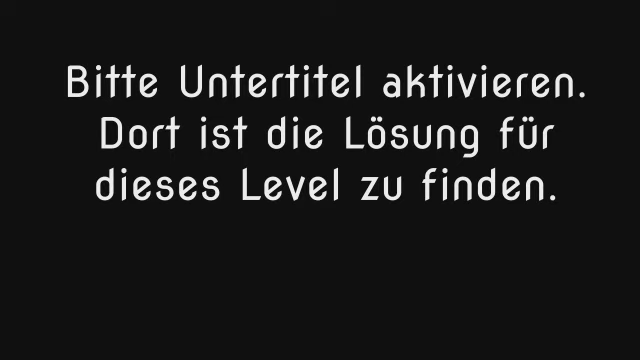 Bitte Untertitel aktivieren.
Dort ist die Lösung für
dieses Level zu finden.